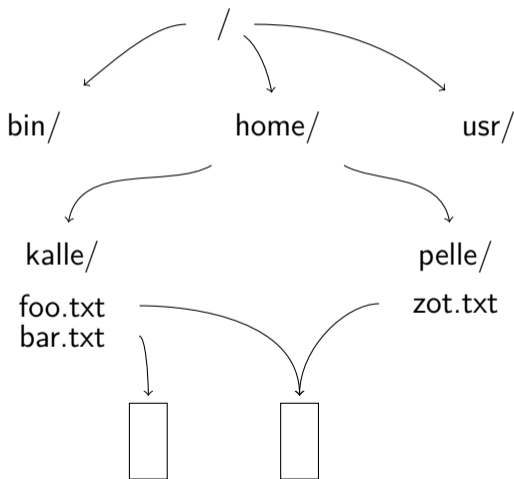 /
bin/
home/
usr/
kalle/
pelle/
foo.txt
zot.txt
bar.txt